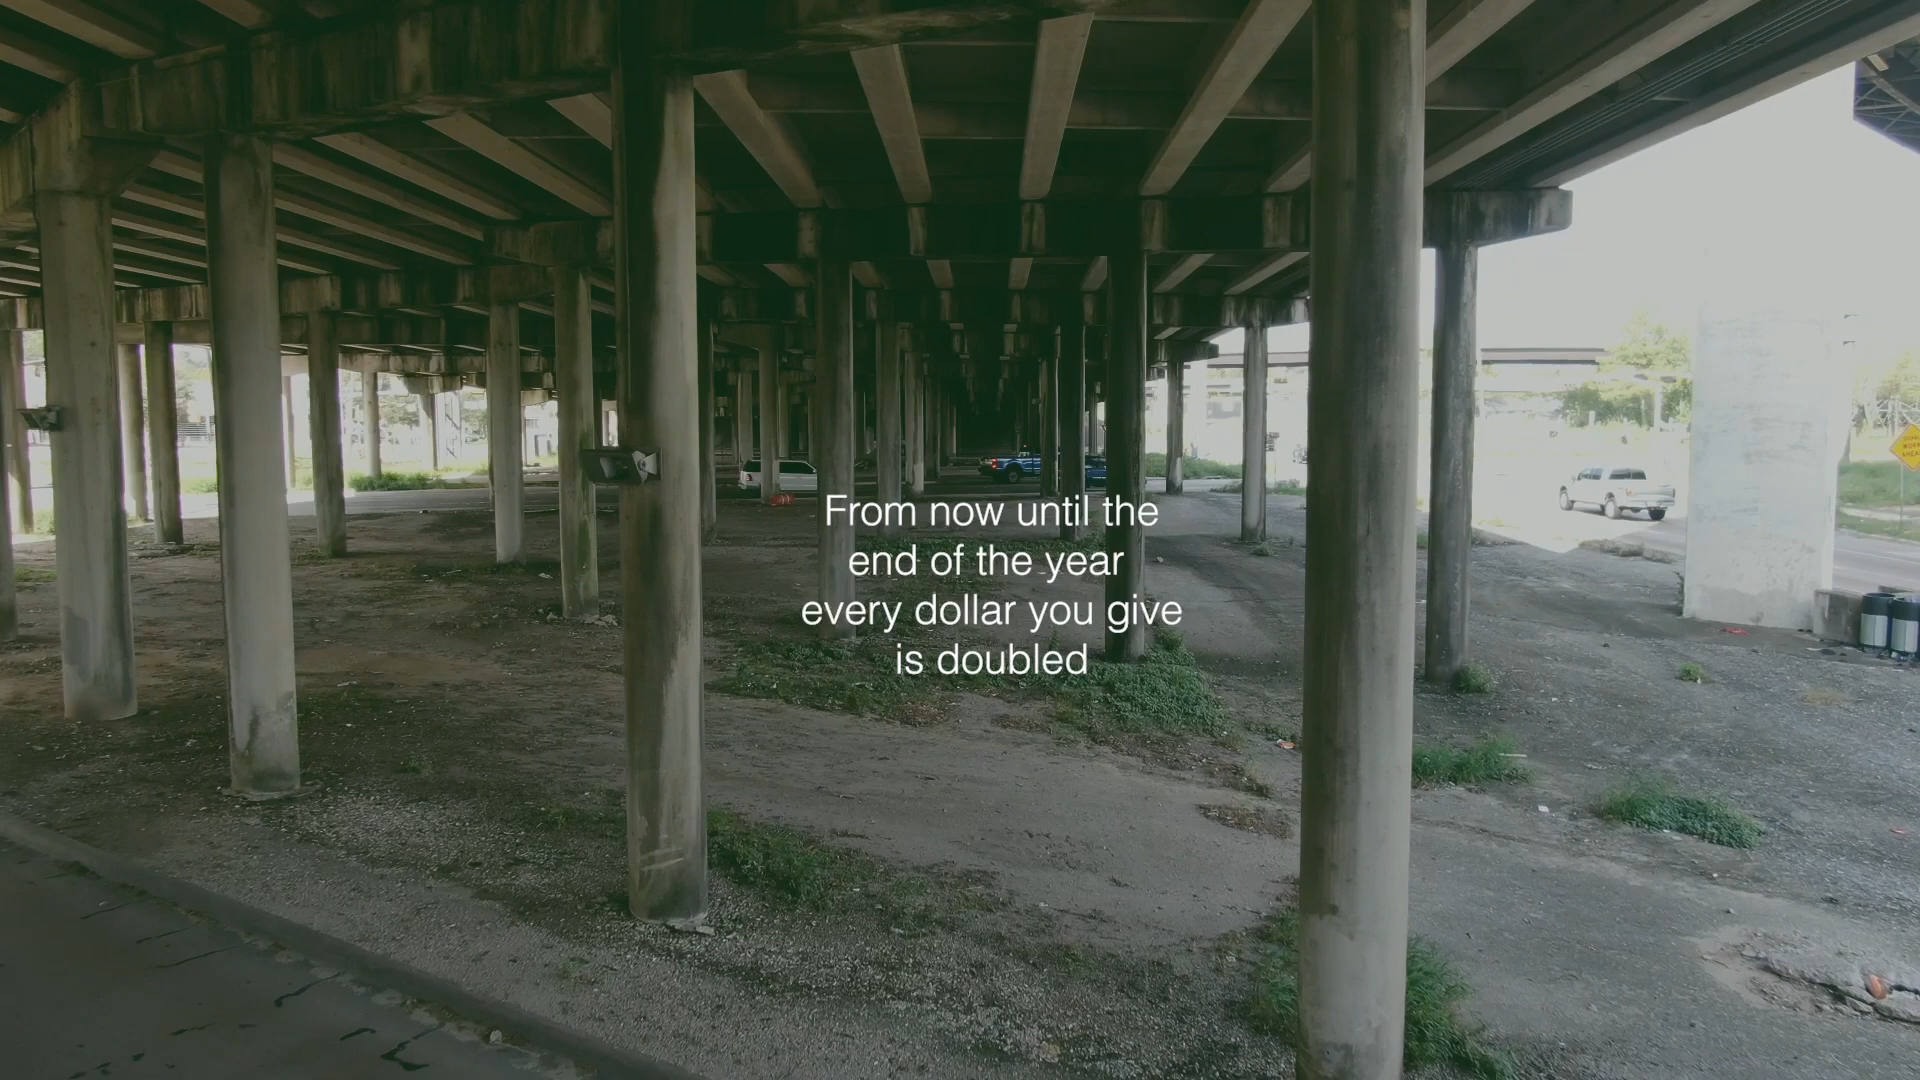 From now until the
end of the year
every dollar you give
is doubled